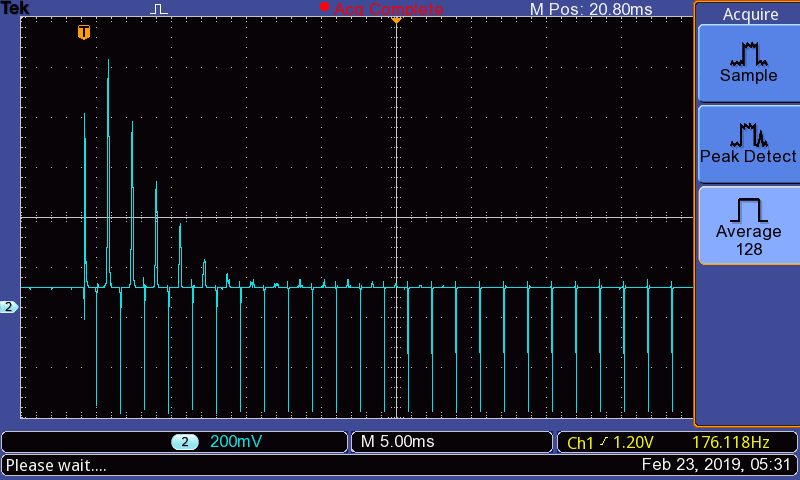 Tek
Acq Complete
M Pos: 20.80ms
T
Acquire
Sample
Peak Detect
Average
128
2
2 200mV
M 5.00ms
Ch1 1.20V
176.118Hz
Please wait....
Feb 23, 2019, 05:31